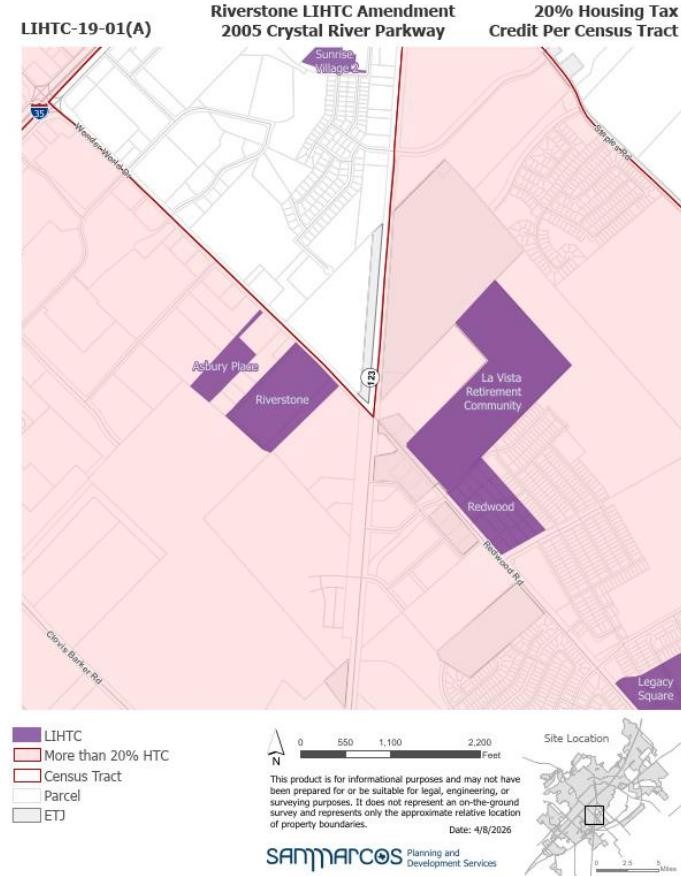 LIHTC-19-01(A)
Riverstone LIHTC Amendment
2005 Crystal River Parkway
20% Housing Tax
Credit Per Census Tract
Sunrise
Village 2
35
Wonder World Dr
Staples Rd
123
Asbury Place
Riverstone
La Vista
Retirement
Community
Redwood
Redwood Rd
Clovis Barker Rd
Legacy
Square
LIHTC
More than 20% HTC
Census Tract
Parcel
ETJ
N
0 550 1,100 2,200
Feet
This product is for informational purposes and may not have
been prepared for or be suitable for legal, engineering, or
surveying purposes. It does not represent an on-the-ground
survey and represents only the approximate relative location
of property boundaries.
Date: 4/8/2026
SANMARCOS Planning and
Development Services
Site Location
0 2.5 5
Miles